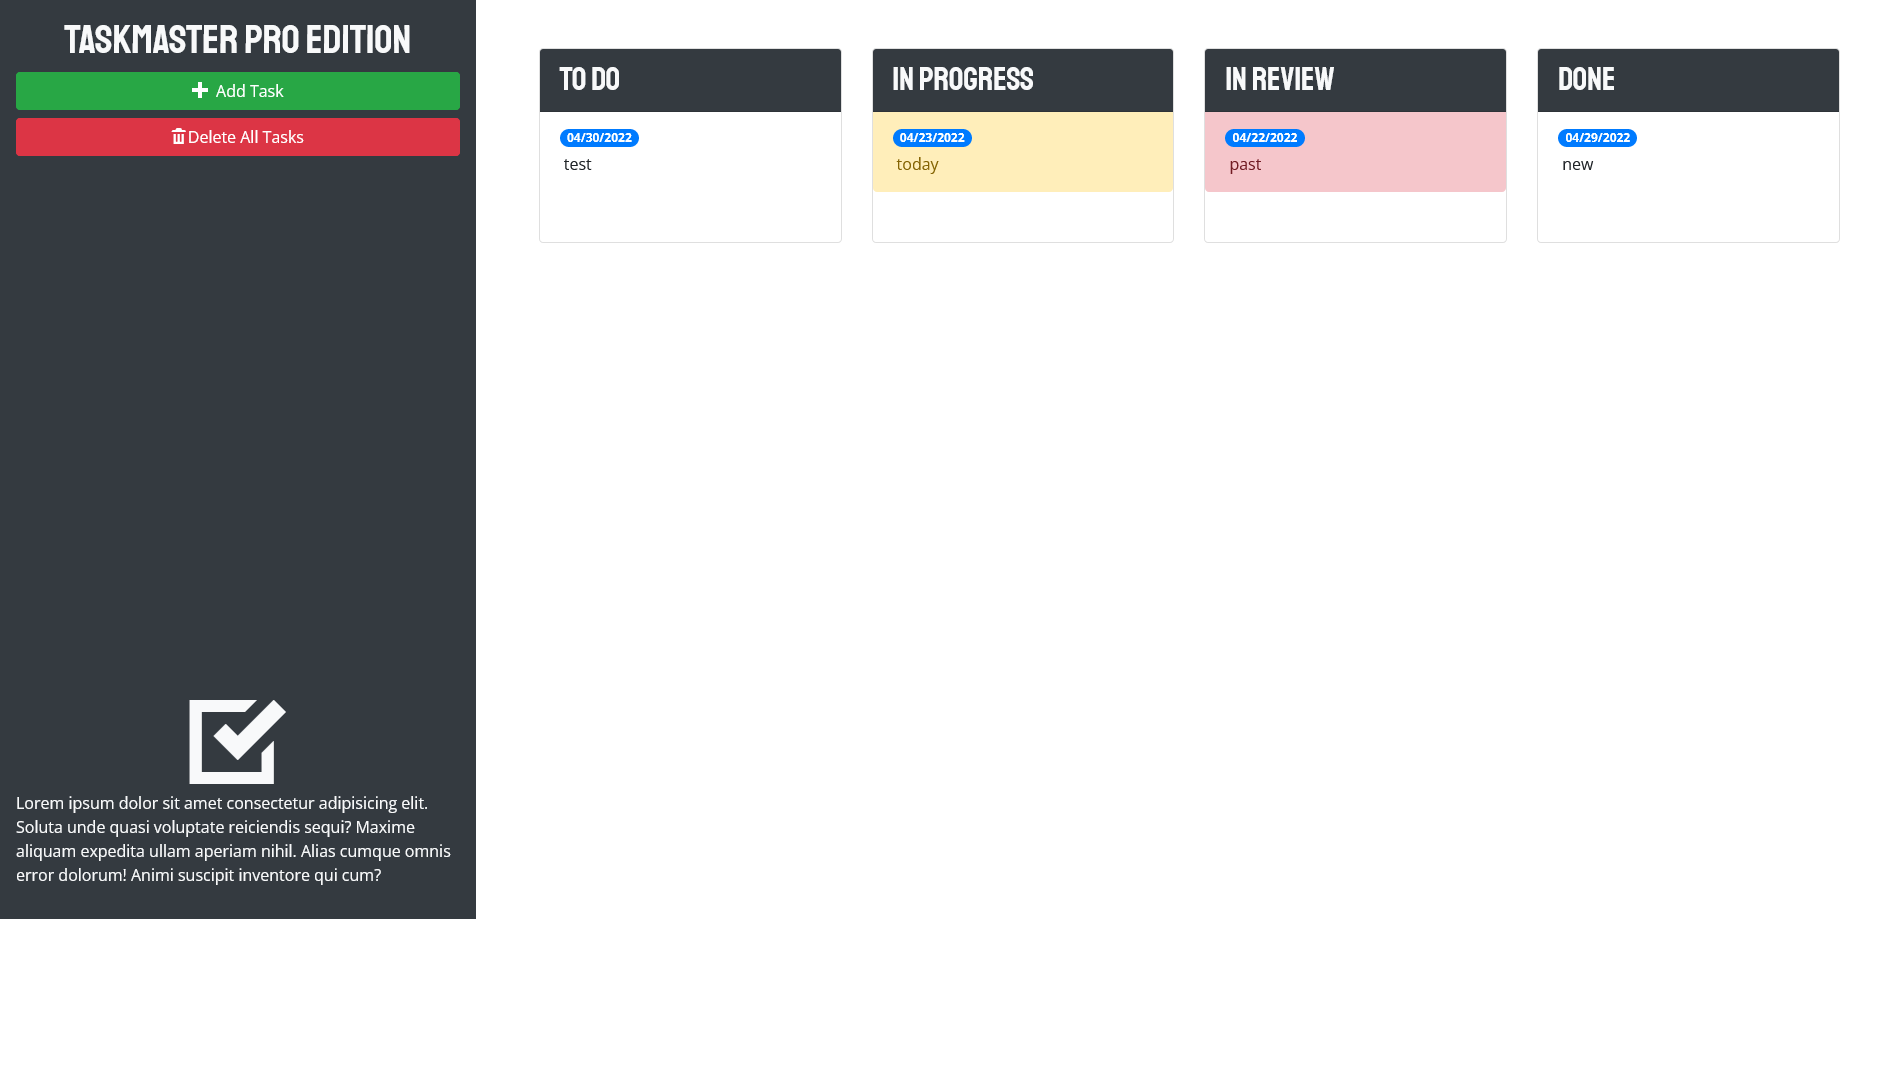 TASKMASTER PRO EDITION
Add Task
Delete All Tasks
Lorem ipsum dolor sit amet consectetur adipisicing elit.
Soluta unde quasi voluptate reiciendis sequi? Maxime
aliquam expedita ullam aperiam nihil. Alias cumque omnis
error dolorum! Animi suscipit inventore qui cum?
TO DO
04/30/2022
test
IN PROGRESS
04/23/2022
today
IN REVIEW
04/22/2022
past
DONE
04/29/2022
new